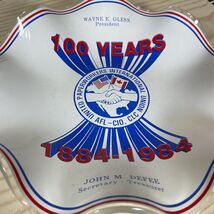 WAYNE E. GLENN
President
100 YEARS
UNITED PAPERWORKERS INTERNATIONAL UNION
AFL-CIO, CLC
1884-1984
JOHN M. DEFEE
Secretary-Treasurer